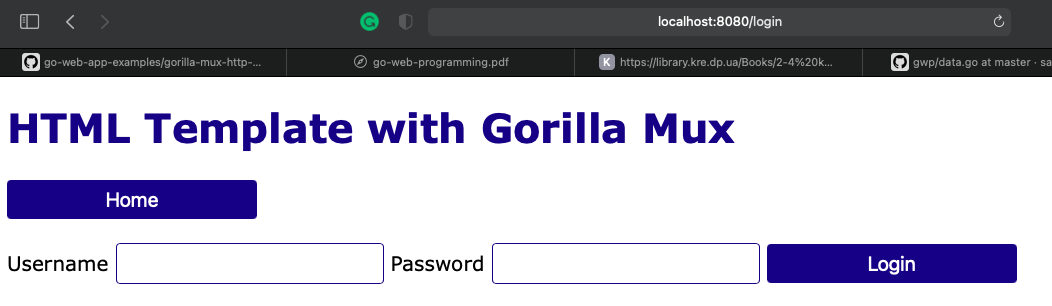 localhost:8080/login
go-web-app-examples/gorilla-mux-http-...
go-web-programming.pdf
K https://library.kre.dp.ua/Books/2-4%20k...
gwp/data.go at master · sa
HTML Template with Gorilla Mux
Home
Username Password Login